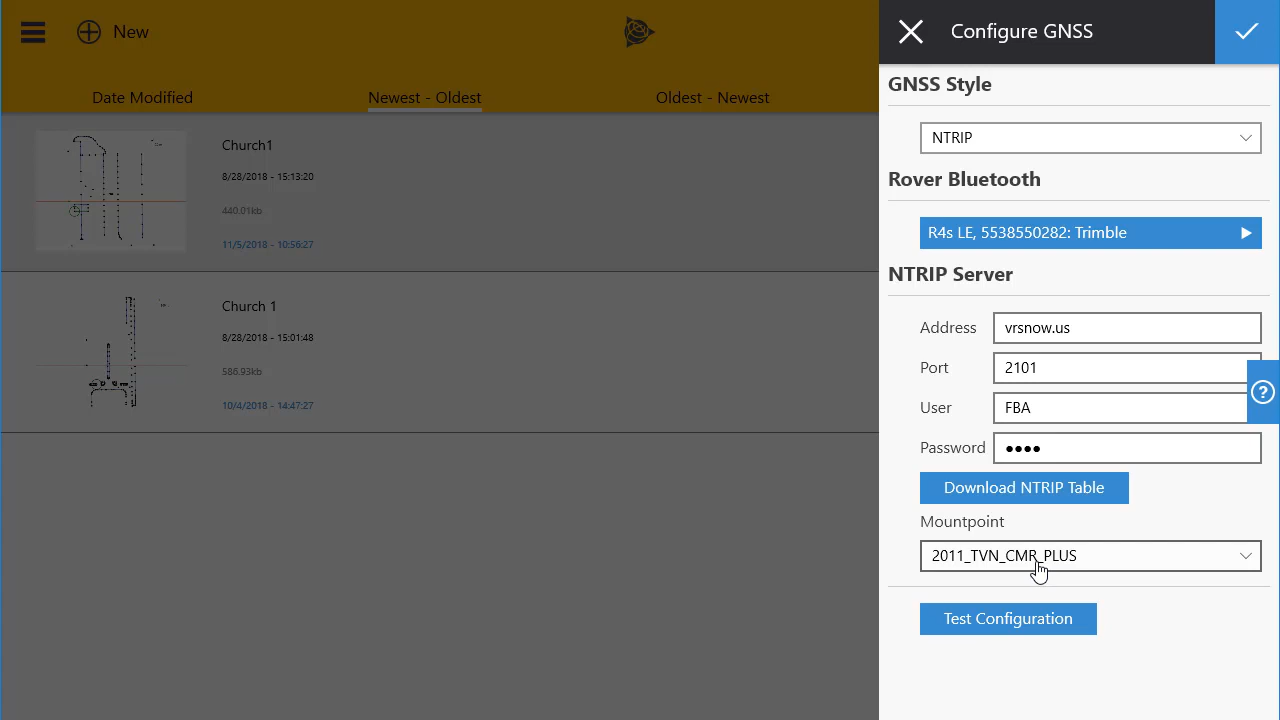 New
Date Modified
Newest - Oldest
Oldest - Newest
Church1
8/28/2018 - 15:13:20
440.01kb
11/5/2018 - 10:56:27
Church 1
8/28/2018 - 15:01:48
586.93kb
10/4/2018 - 14:47:27
Configure GNSS
GNSS Style
NTRIP
Rover Bluetooth
R4s LE, 5538550282: Trimble
NTRIP Server
Address vrsnow.us
Port 2101
User FBA
Password ●●●●
Download NTRIP Table
Mountpoint
2011_TVN_CMR_PLUS
Test Configuration